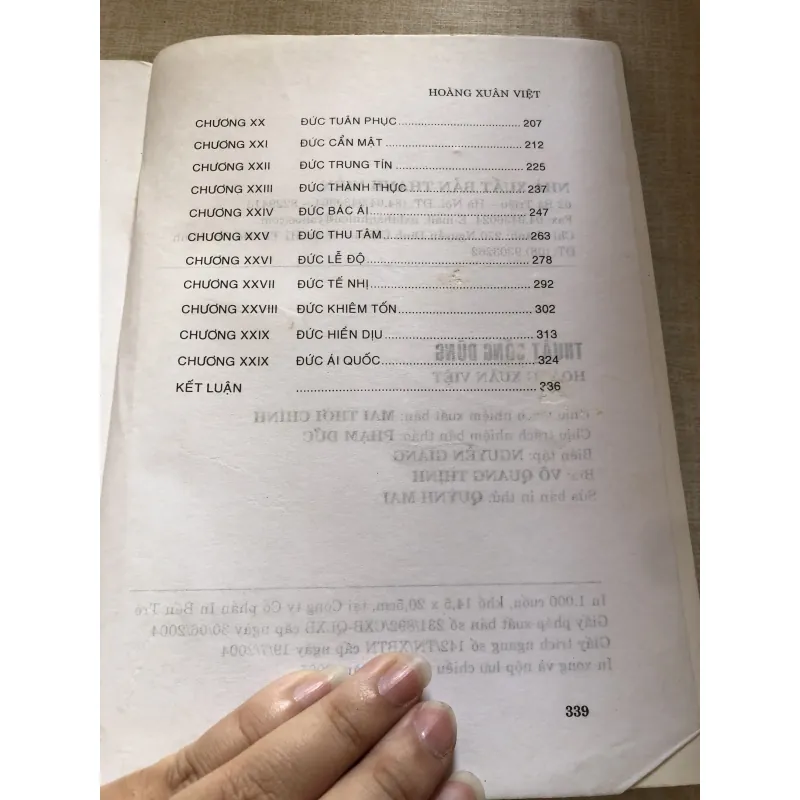 HOÀNG XUÂN VIỆT
CHƯƠNG XX ĐỨC TUÂN PHỤC 207
CHƯƠNG XXI ĐỨC CẨN MẬT 212
CHƯƠNG XXII ĐỨC TRUNG TÍN 225
CHƯƠNG XXIII ĐỨC THÀNH THỰC 237
CHƯƠNG XXIV ĐỨC BÁC ÁI 247
CHƯƠNG XXV ĐỨC THU TÂM 263
CHƯƠNG XXVI ĐỨC LỄ ĐỘ 278
CHƯƠNG XXVII ĐỨC TẾ NHỊ 292
CHƯƠNG XXVIII ĐỨC KHIÊM TỐN 302
CHƯƠNG XXIX ĐỨC HIỀN DỊU 313
CHƯƠNG XXIX ĐỨC ÁI QUỐC 324
KẾT LUẬN 236
339